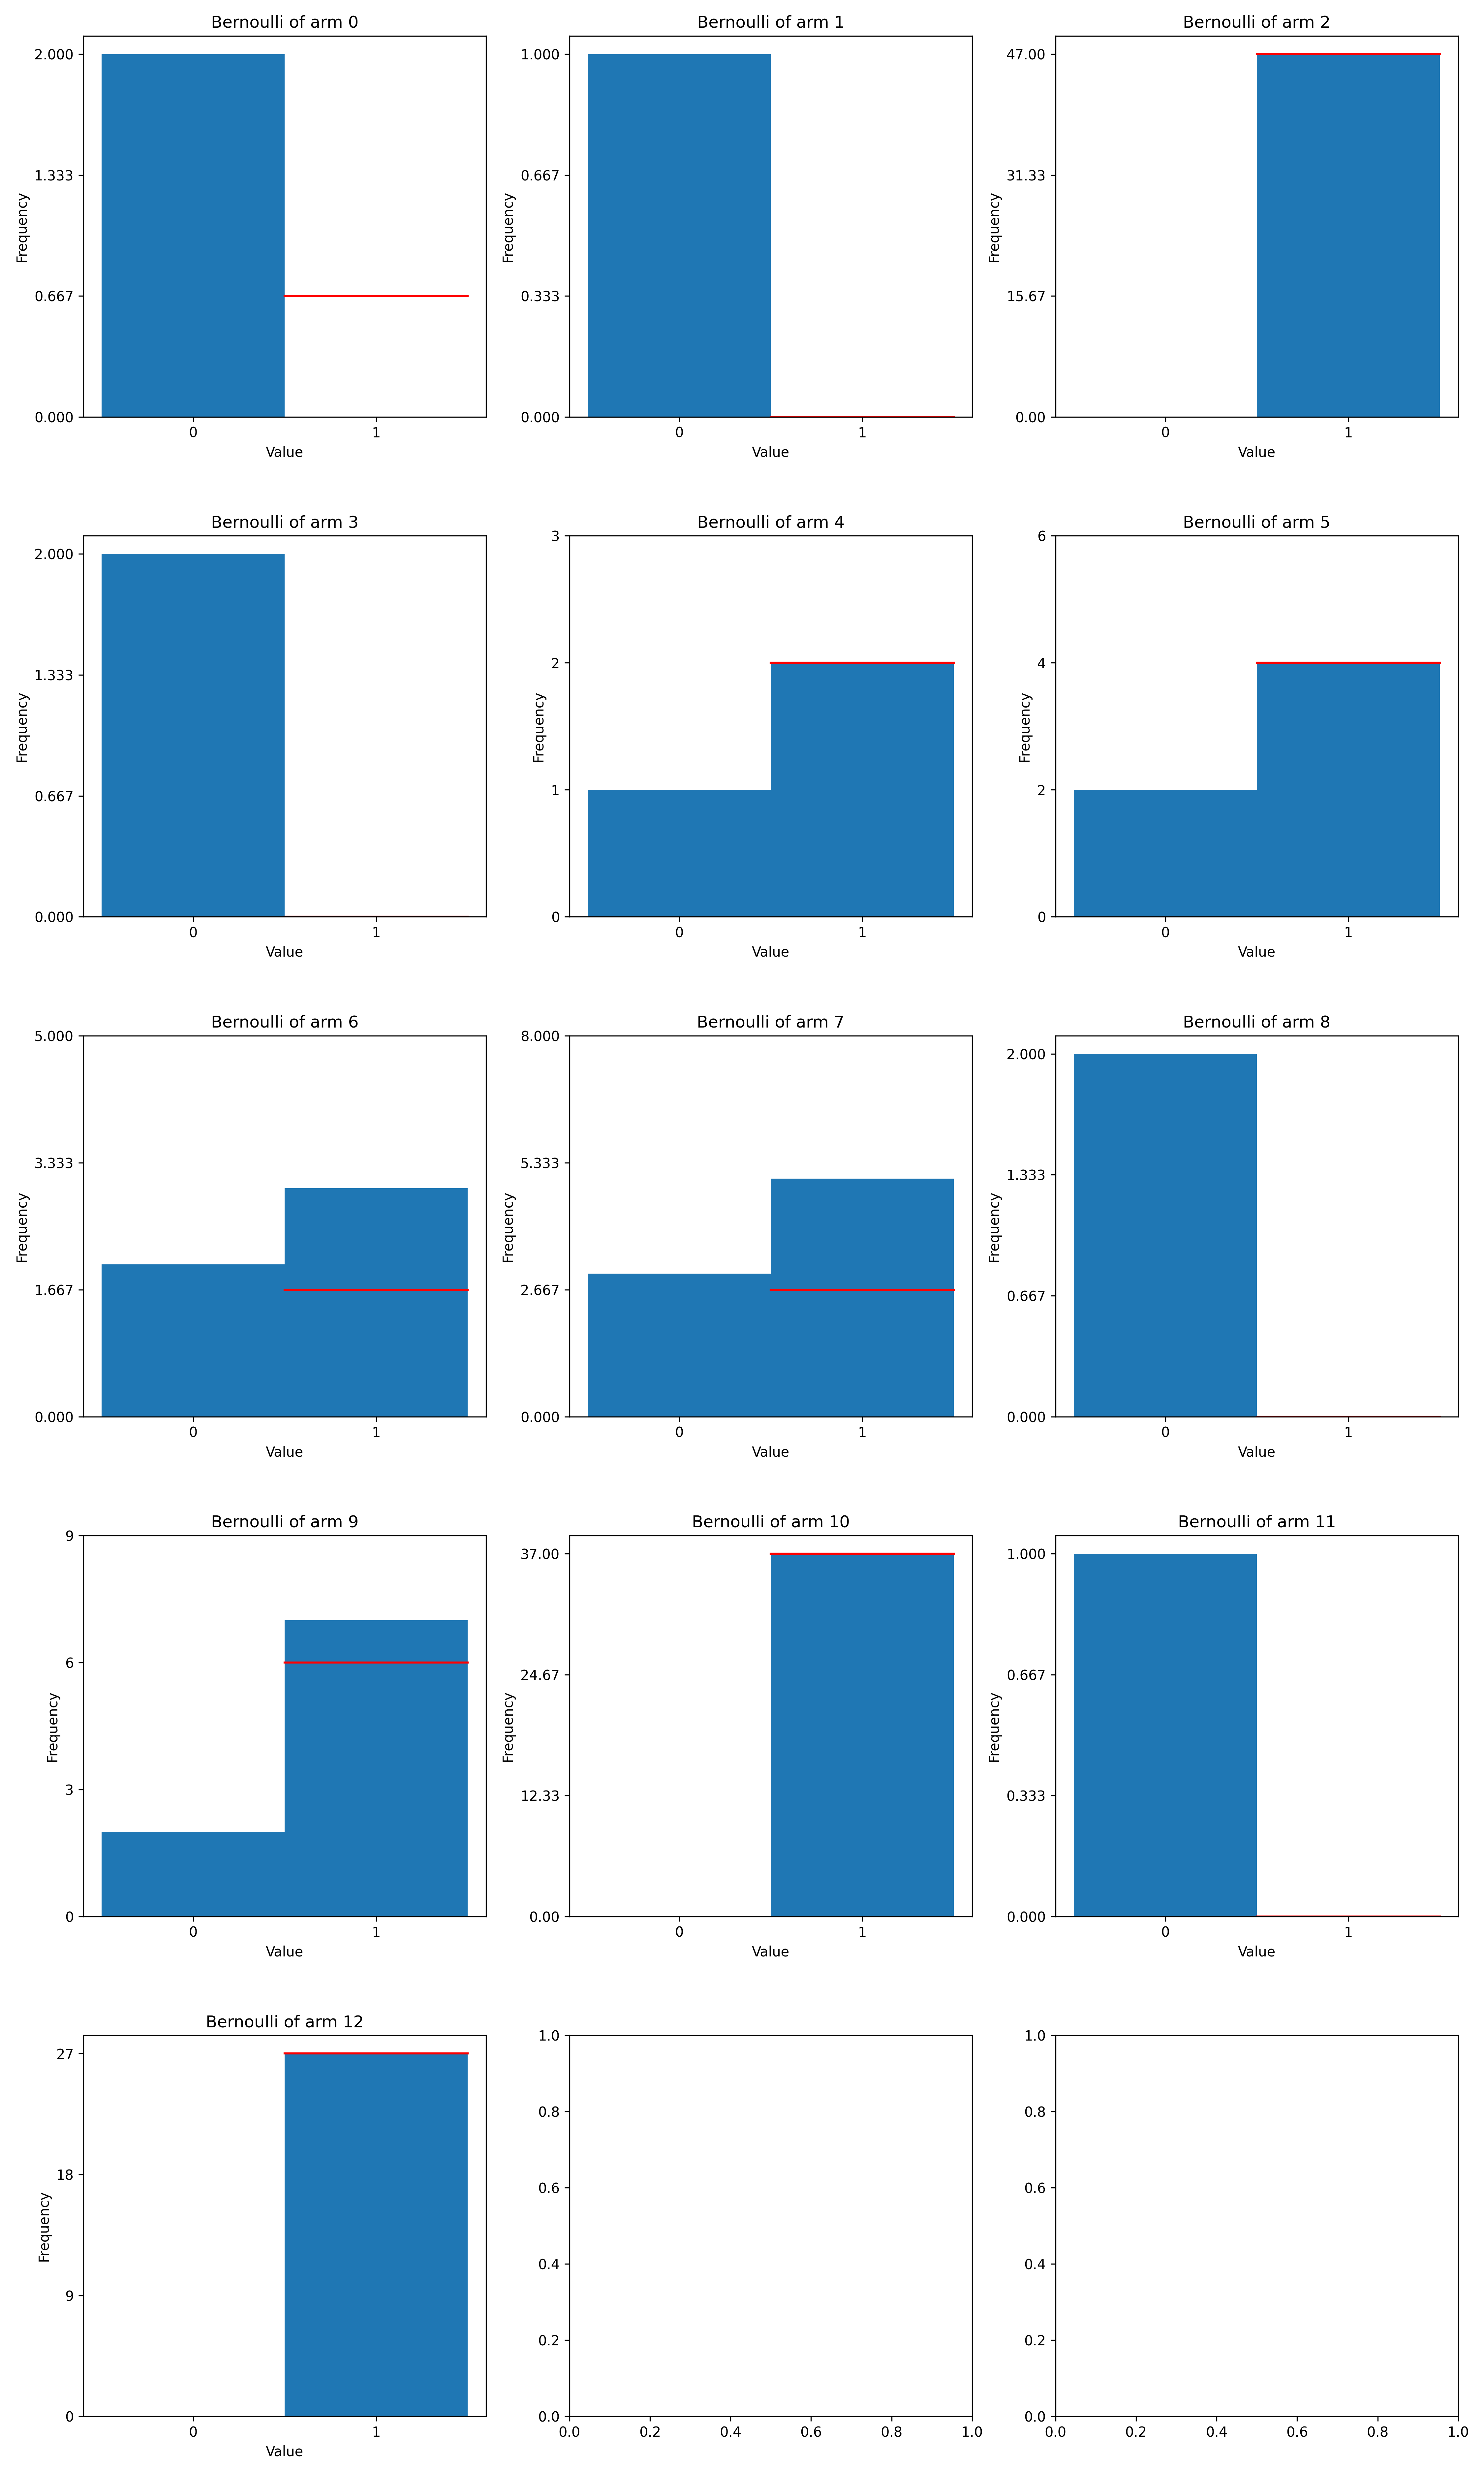 Bernoulli of arm 0
2.000
1.333
0.667
0.000
Frequency
0 1
Value
Bernoulli of arm 1
1.000
0.667
0.333
0.000
Frequency
0 1
Value
Bernoulli of arm 2
47.00
31.33
15.67
0.00
Frequency
0 1
Value
Bernoulli of arm 3
2.000
1.333
0.667
0.000
Frequency
0 1
Value
Bernoulli of arm 4
3
2
1
0
Frequency
0 1
Value
Bernoulli of arm 5
6
4
2
0
Frequency
0 1
Value
Bernoulli of arm 6
5.000
3.333
1.667
0.000
Frequency
0 1
Value
Bernoulli of arm 7
8.000
5.333
2.667
0.000
Frequency
0 1
Value
Bernoulli of arm 8
2.000
1.333
0.667
0.000
Frequency
0 1
Value
Bernoulli of arm 9
9
6
3
0
Frequency
0 1
Value
Bernoulli of arm 10
37.00
24.67
12.33
0.00
Frequency
0 1
Value
Bernoulli of arm 11
1.000
0.667
0.333
0.000
Frequency
0 1
Value
Bernoulli of arm 12
27
18
9
0
Frequency
0 1
Value
1.0
0.8
0.6
0.4
0.2
0.0
0.0 0.2 0.4 0.6 0.8 1.0
1.0
0.8
0.6
0.4
0.2
0.0
0.0 0.2 0.4 0.6 0.8 1.0